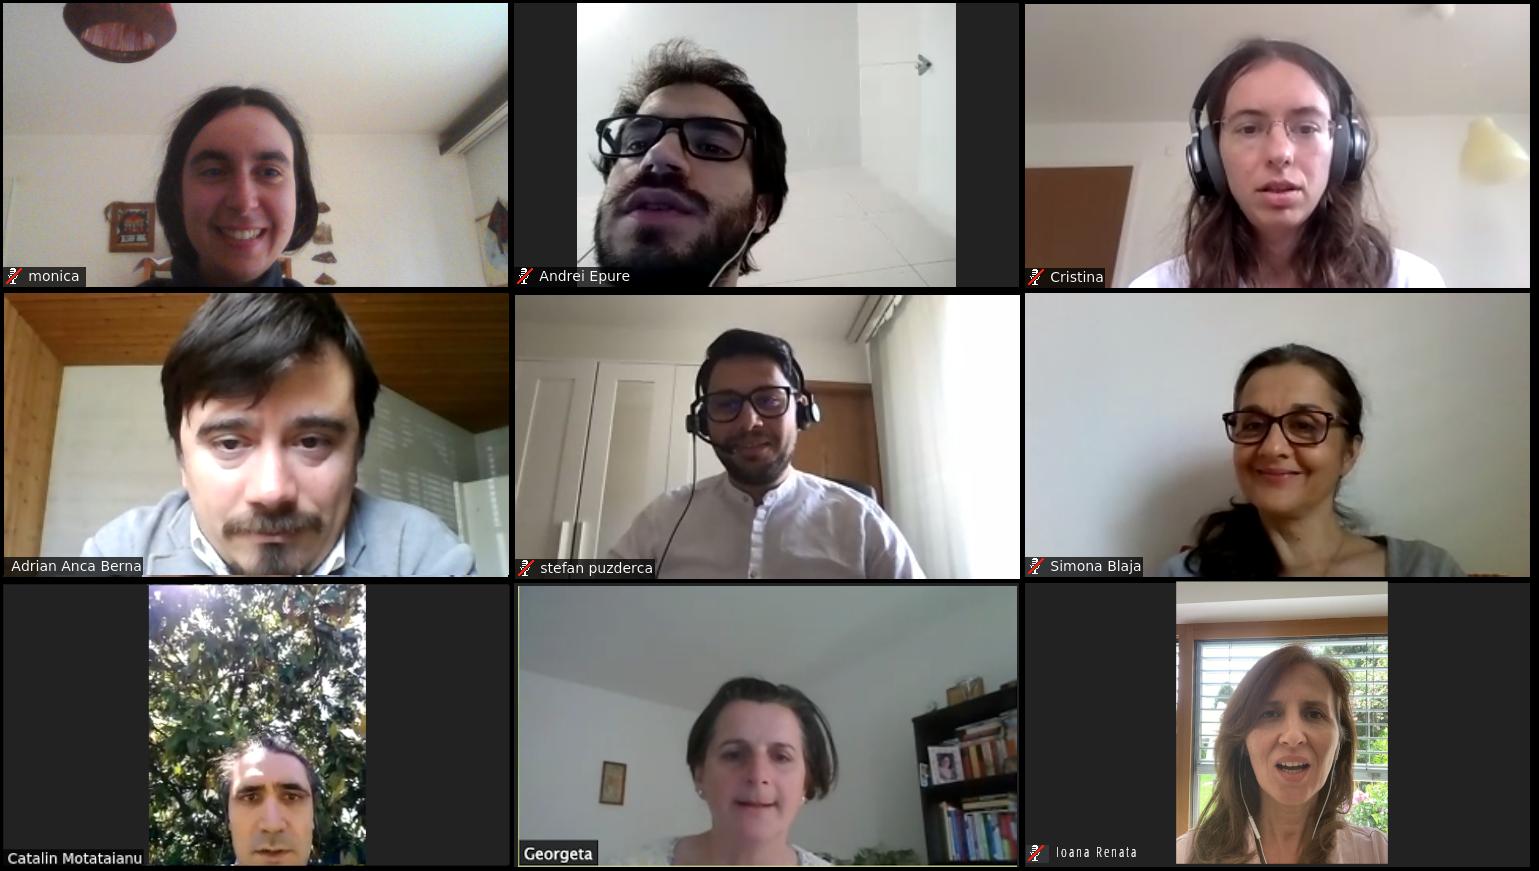 monica
Andrei Epure
Cristina
Adrian Anca Berna
stefan puzderca
Simona Blaja
Catalin Motataianu
Georgeta
Ioana Renata